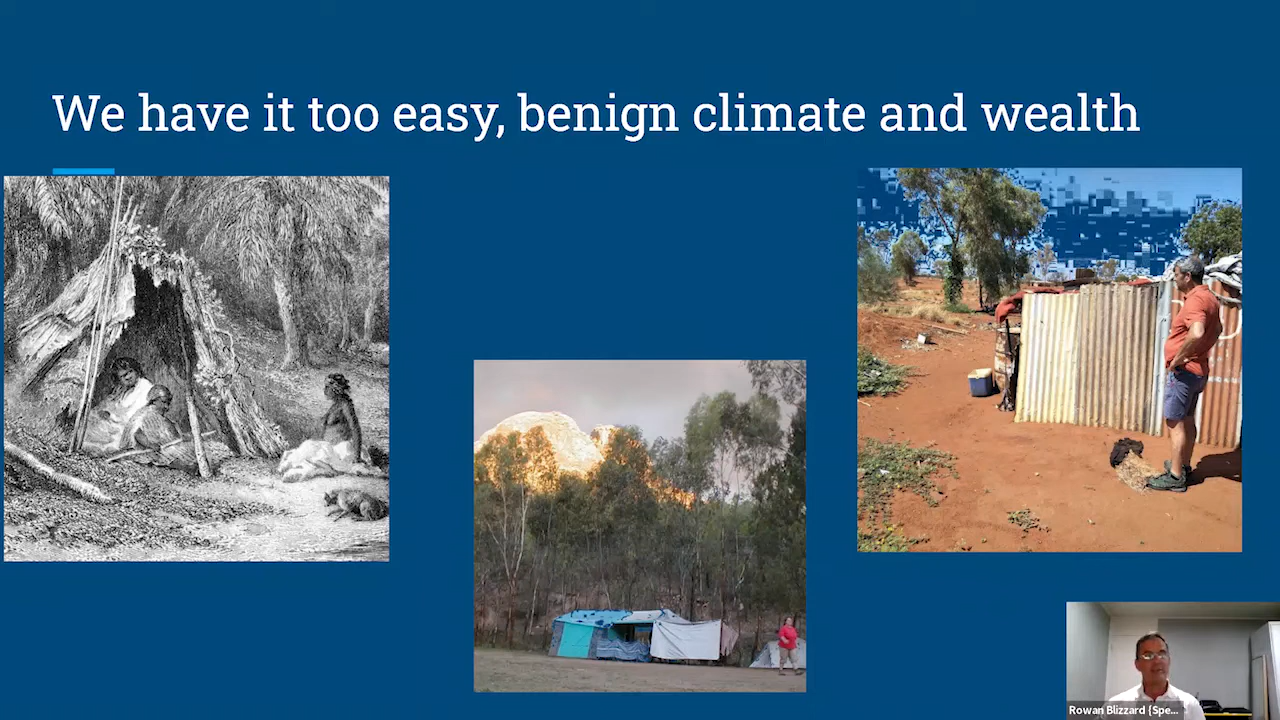 We have it too easy, benign climate and wealth
Rowan Blizzard (Spe...